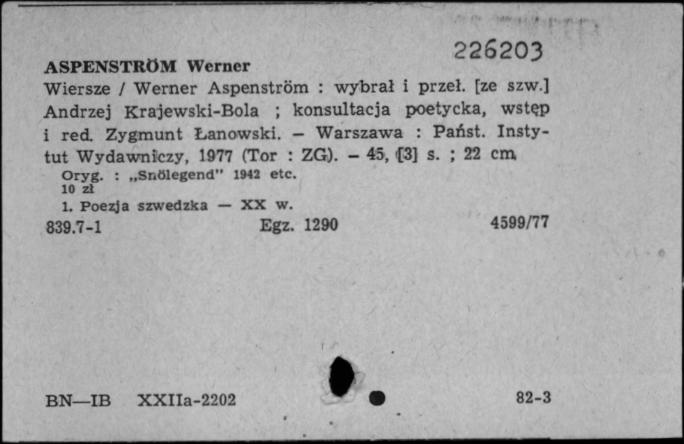 226203
ASPENSTRÖM Werner
Wiersze / Werner Aspenström : wybrał i przeł. [ze szw.]
Andrzej Krajewski-Bola ; konsultacja poetycka, wstęp
i red. Zygmunt Łanowski. — Warszawa : Państ. Insty-
tut Wydawniczy, 1977 (Tor : ZG). — 45, [3] s. ; 22 cm
Oryg. : „Snölegend” 1942 etc.
10 zł
1. Poezja szwedzka — XX w.
839.7-1 Egz. 1290 4599/77
BN—IB XXIIa-2202 82-3